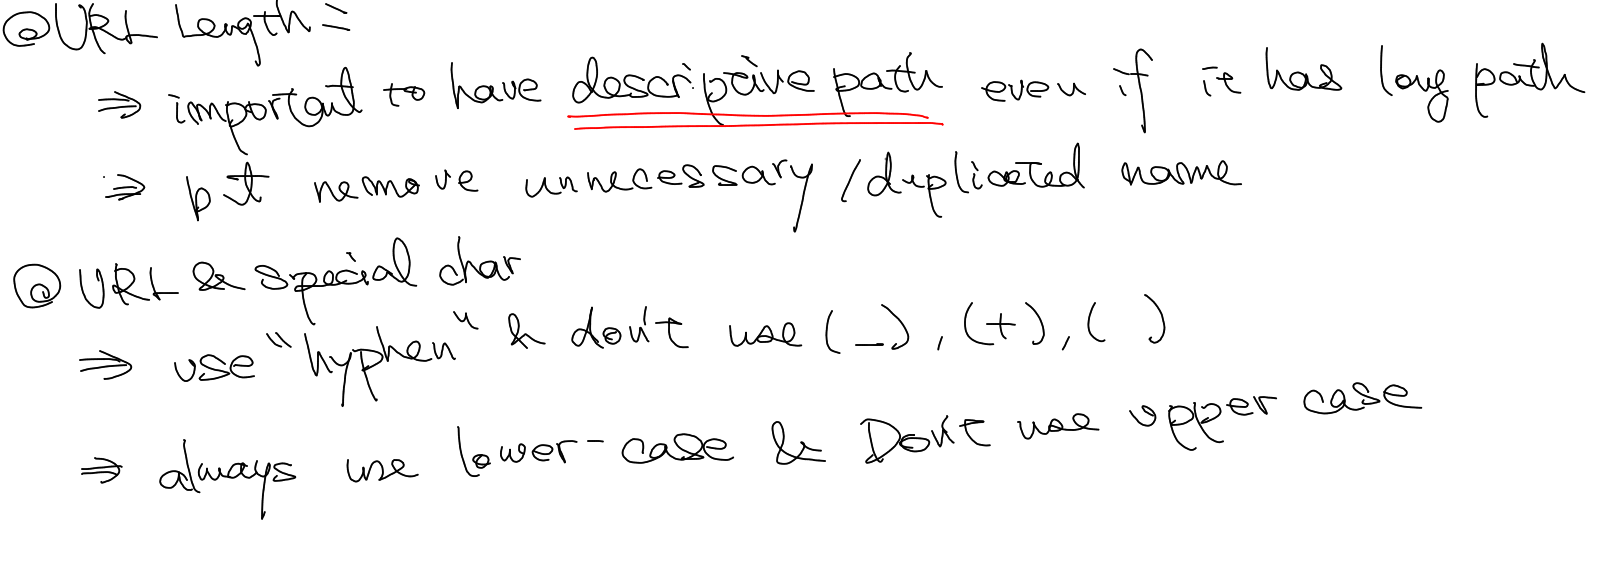 @ URL Length =
⇒ important to have descriptive path even if it has long path
⇒ but remove unnecessary / duplicated name
@ URL & special char
⇒ use "hyphen" & don't use ( _ ) , ( + ) , (   )
⇒ always use lower-case & Don't use upper case